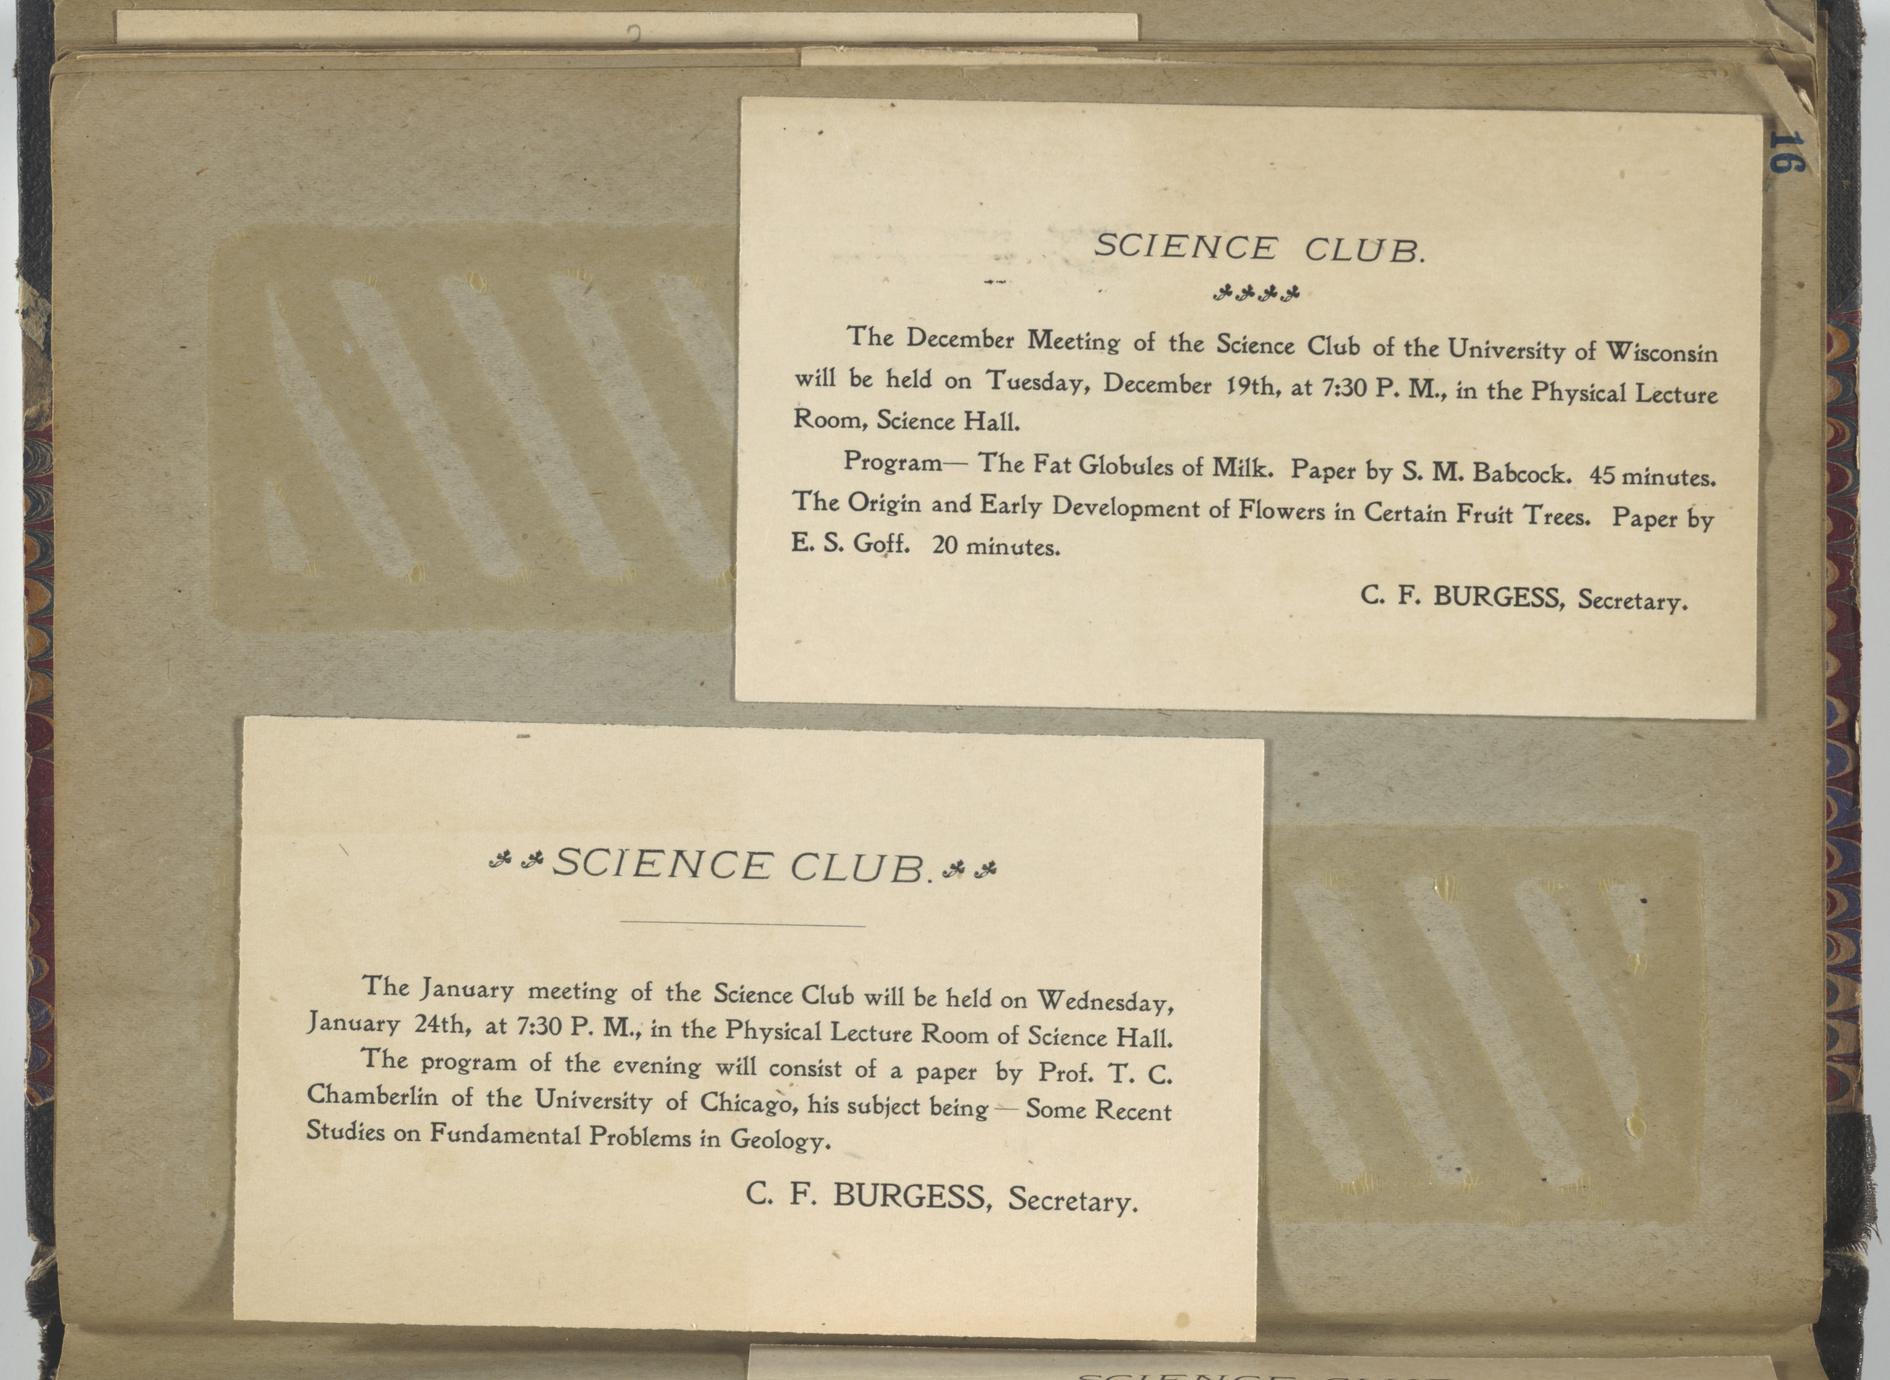 16
SCIENCE CLUB.
The December Meeting of the Science Club of the University of Wisconsin
will be held on Tuesday, December 19th, at 7:30 P. M., in the Physical Lecture
Room, Science Hall.
Program— The Fat Globules of Milk. Paper by S. M. Babcock. 45 minutes.
The Origin and Early Development of Flowers in Certain Fruit Trees. Paper by
E. S. Goff. 20 minutes.
C. F. BURGESS, Secretary.
SCIENCE CLUB.
The January meeting of the Science Club will be held on Wednesday,
January 24th, at 7:30 P. M., in the Physical Lecture Room of Science Hall.
The program of the evening will consist of a paper by Prof. T. C.
Chamberlin of the University of Chicago, his subject being — Some Recent
Studies on Fundamental Problems in Geology.
C. F. BURGESS, Secretary.